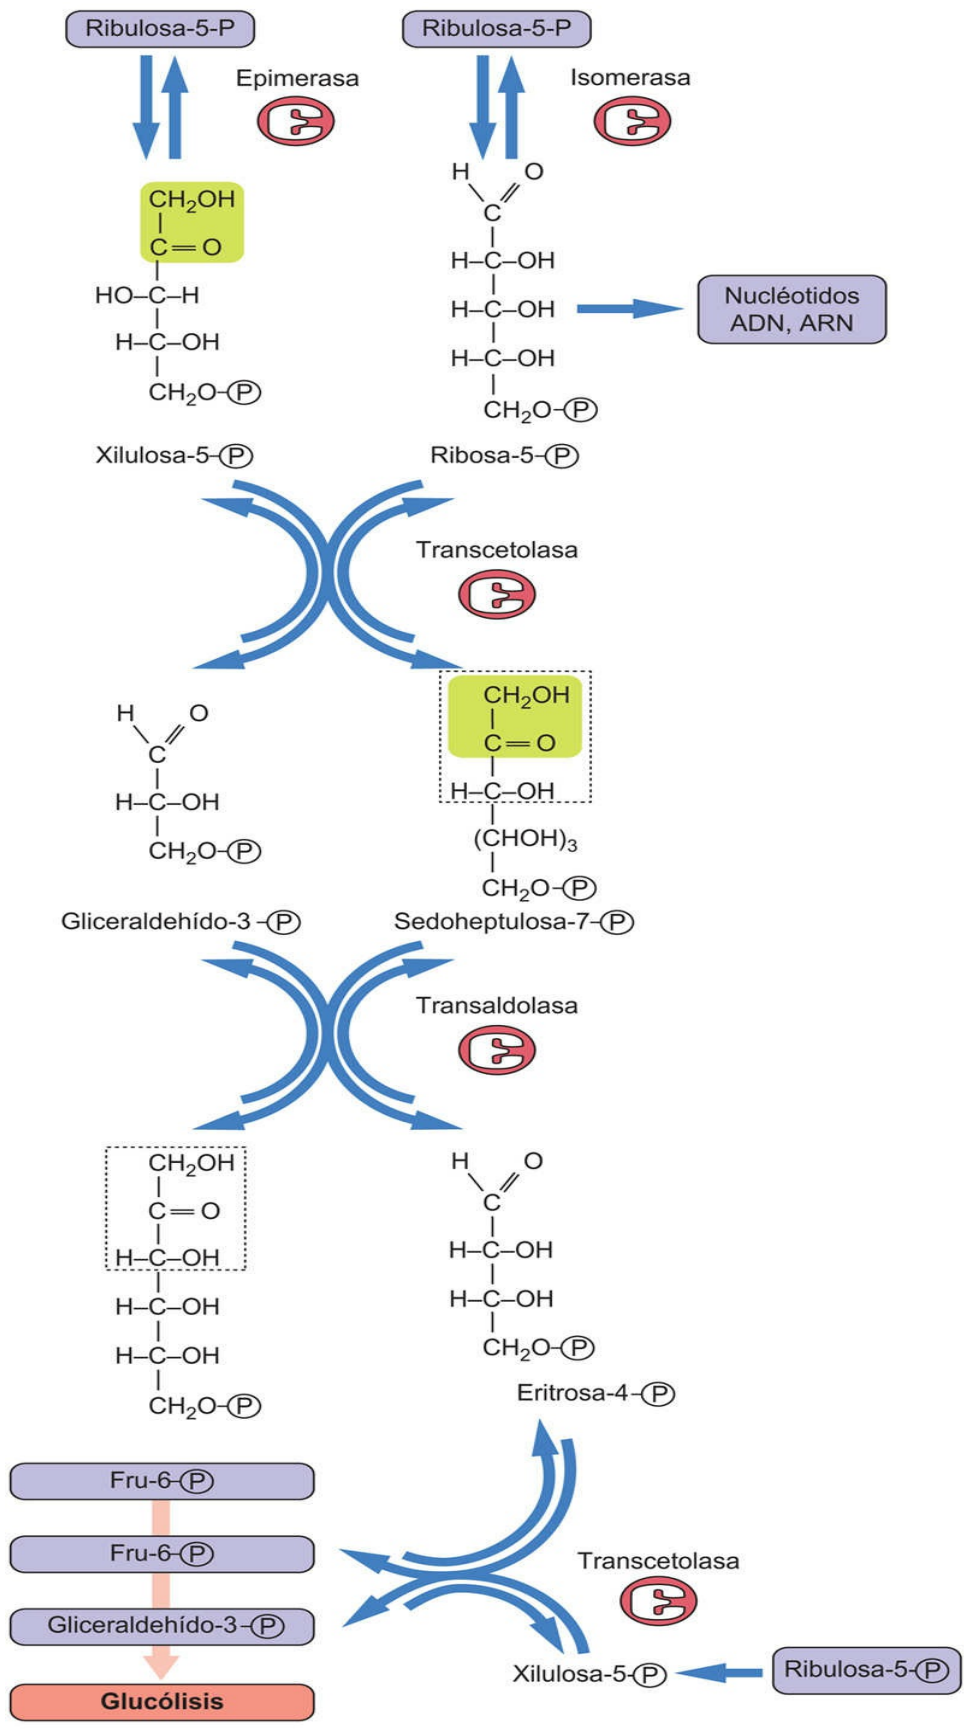 Ribulosa-5-P
Ribulosa-5-P
Epimerasa
Isomerasa
CH₂OH
C=O
HO–C–H
H–C–OH
CH₂O–Ⓟ
Xilulosa-5-Ⓟ
H O
C
H–C–OH
H–C–OH
H–C–OH
CH₂O–Ⓟ
Ribosa-5-Ⓟ
Nucléotidos
ADN, ARN
Transcetolasa
H O
C
H–C–OH
CH₂O–Ⓟ
Gliceraldehído-3-Ⓟ
CH₂OH
C=O
H–C–OH
(CHOH)₃
CH₂O–Ⓟ
Sedoheptulosa-7-Ⓟ
Transaldolasa
CH₂OH
C=O
H–C–OH
H–C–OH
H–C–OH
CH₂O–Ⓟ
H O
C
H–C–OH
H–C–OH
CH₂O–Ⓟ
Eritrosa-4-Ⓟ
Fru-6-Ⓟ
Fru-6-Ⓟ
Gliceraldehído-3-Ⓟ
Glucólisis
Transcetolasa
Xilulosa-5-Ⓟ
Ribulosa-5-Ⓟ